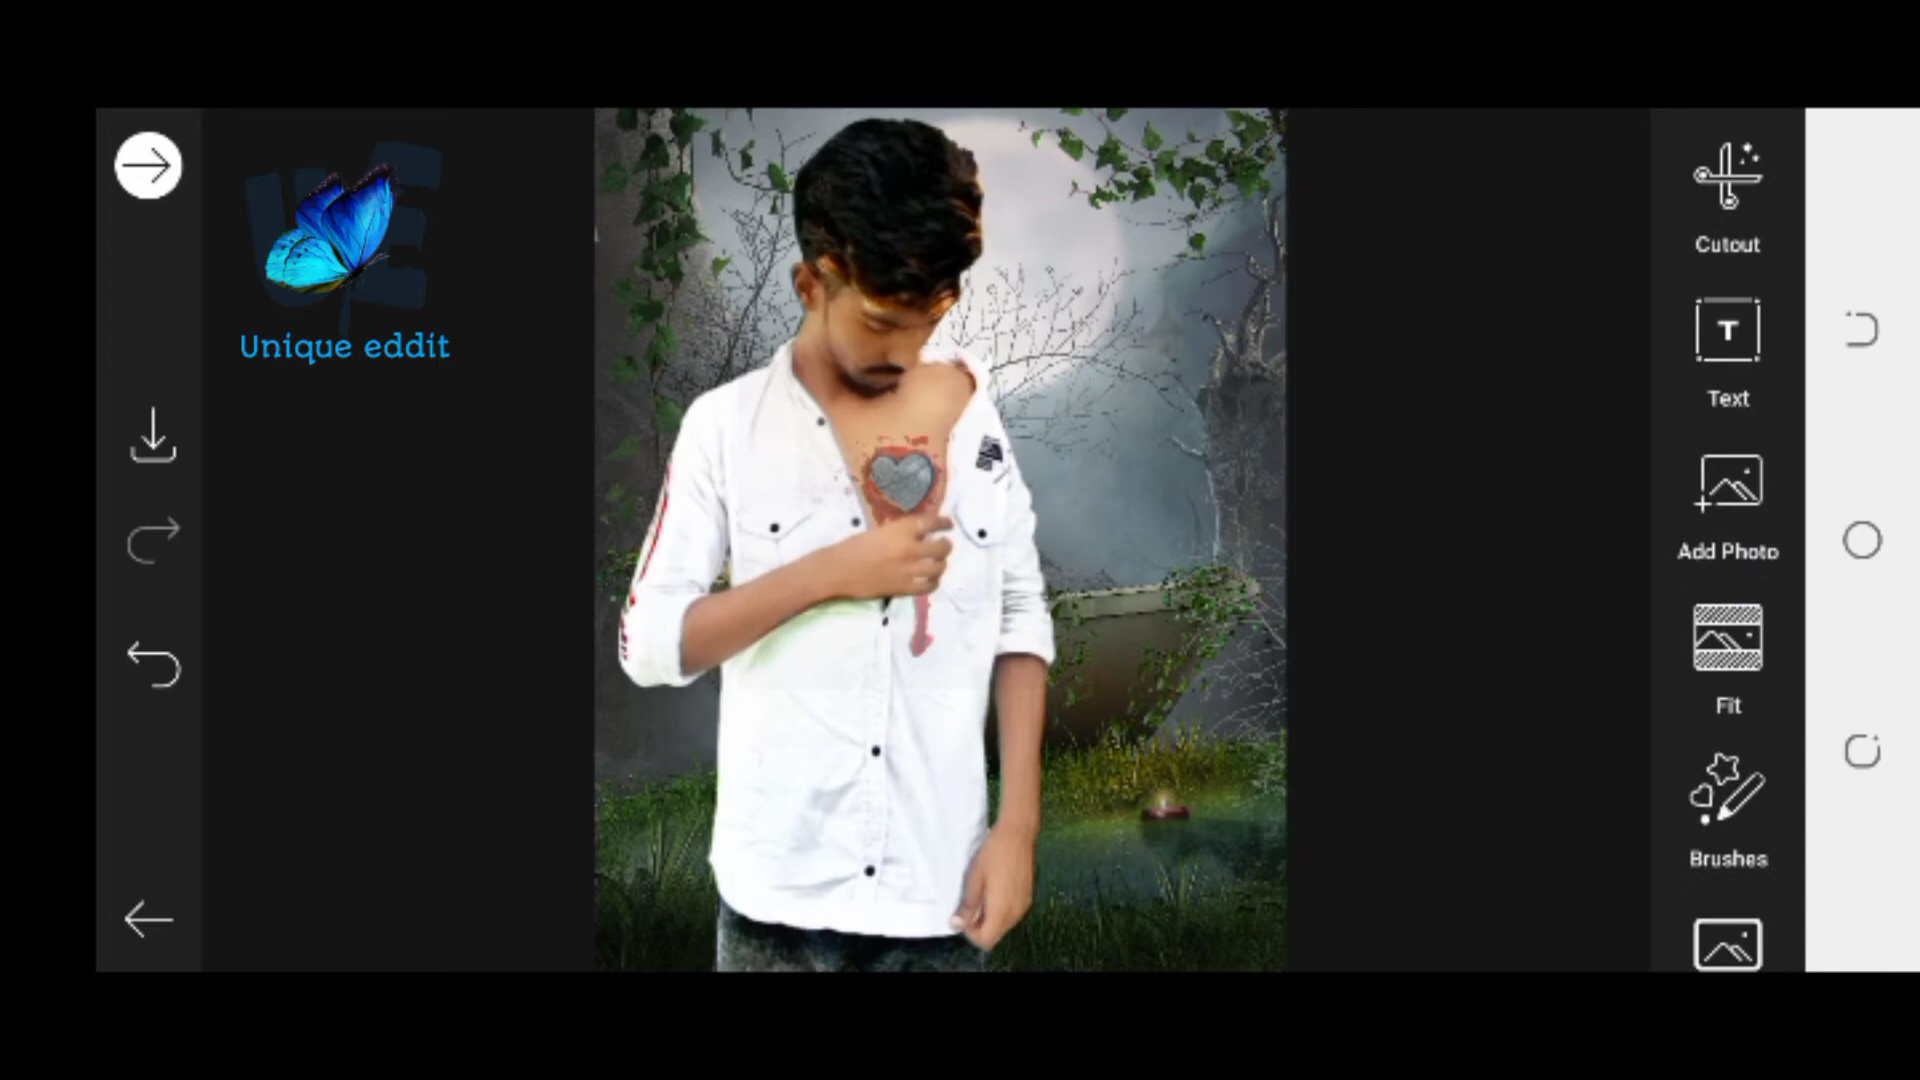 Unique eddit
Cutout
T
Text
Add Photo
Fit
Brushes